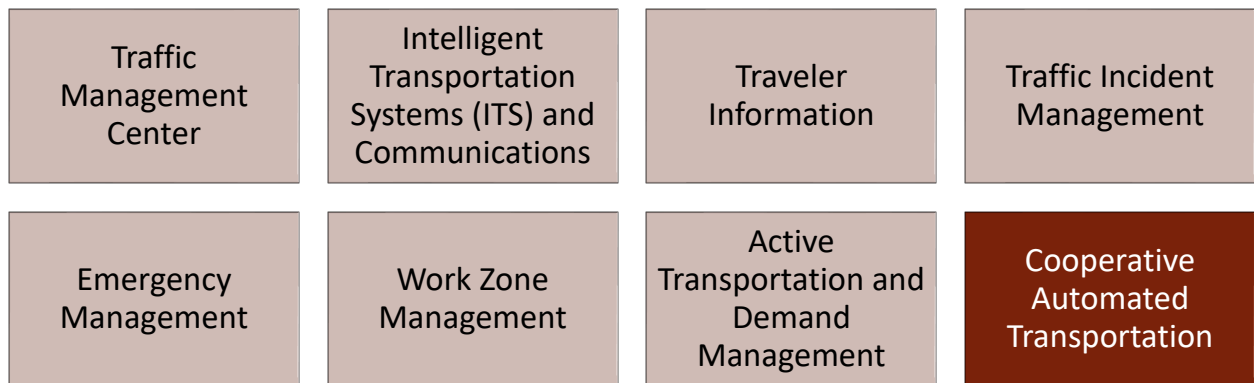 Traffic
Management
Center
Intelligent
Transportation
Systems (ITS) and
Communications
Traveler
Information
Traffic Incident
Management
Emergency
Management
Work Zone
Management
Active
Transportation and
Demand
Management
Cooperative
Automated
Transportation